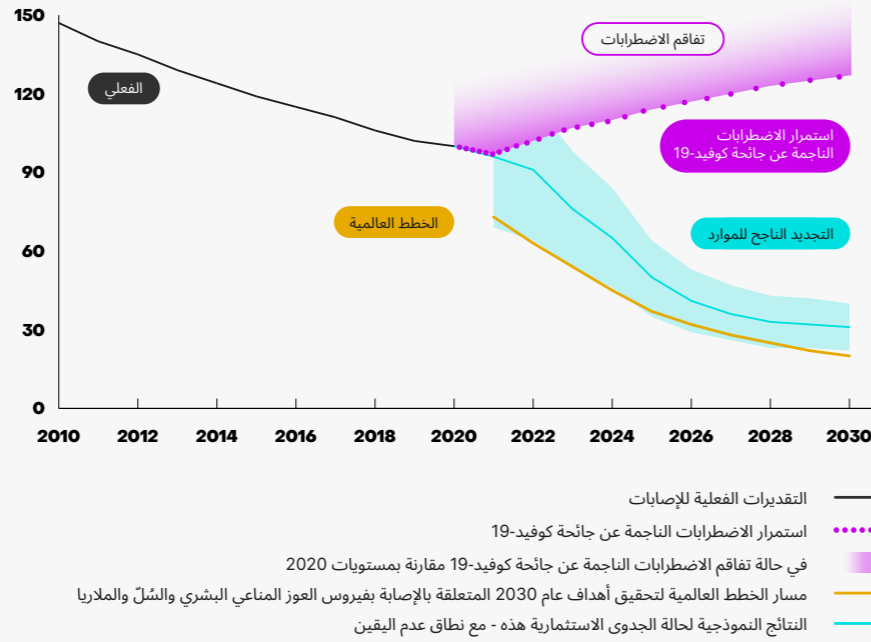 150
120
90
60
30
0
تفاقم الاضطرابات
الفعلي
استمرار الاضطرابات
الناجمة عن جائحة كوفيد-19
الخطط العالمية
التجديد الناجح للموارد
2010 2012 2014 2016 2018 2020 2022 2024 2026 2028 2030
التقديرات الفعلية للإصابات
استمرار الاضطرابات الناجمة عن جائحة كوفيد-19
في حالة تفاقم الاضطرابات الناجمة عن جائحة كوفيد-19 مقارنة بمستويات 2020
مسار الخطط العالمية لتحقيق أهداف عام 2030 المتعلقة بالإصابة بفيروس العوز المناعي البشري والسُلّ والملاريا
النتائج النموذجية لحالة الجدوى الاستثمارية هذه - مع نطاق عدم اليقين